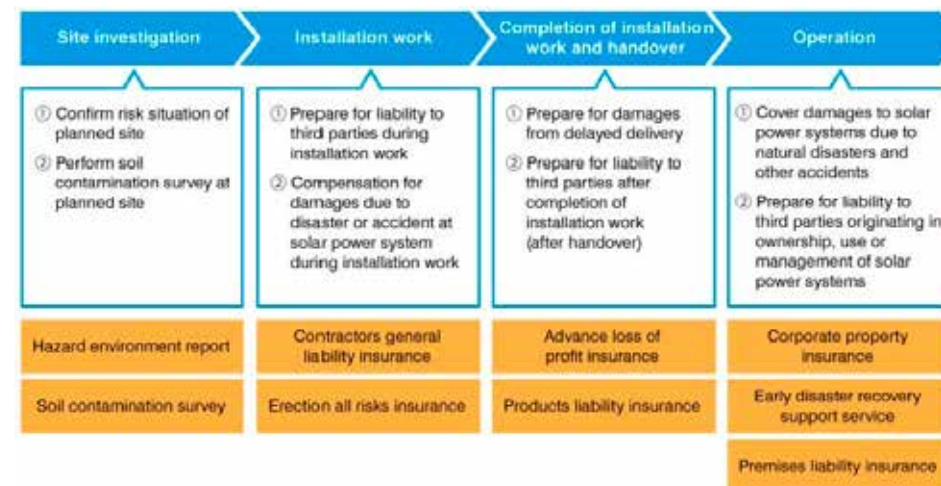 Site investigation
Installation work
Completion of installation
work and handover
Operation
① Confirm risk situation of
planned site
② Perform soil
contamination survey at
planned site
① Prepare for liability to
third parties during
installation work
② Compensation for
damages due to
disaster or accident at
solar power system
during installation work
① Prepare for damages
from delayed delivery
② Prepare for liability to
third parties after
completion of
installation work
(after handover)
① Cover damages to solar
power systems due to
natural disasters and
other accidents
② Prepare for liability to
third parties originating in
ownership, use or
management of solar
power systems
Hazard environment report
Soil contamination survey
Contractors general
liability insurance
Erection all risks insurance
Advance loss of
profit insurance
Products liability insurance
Corporate property
insurance
Early disaster recovery
support service
Premises liability insurance